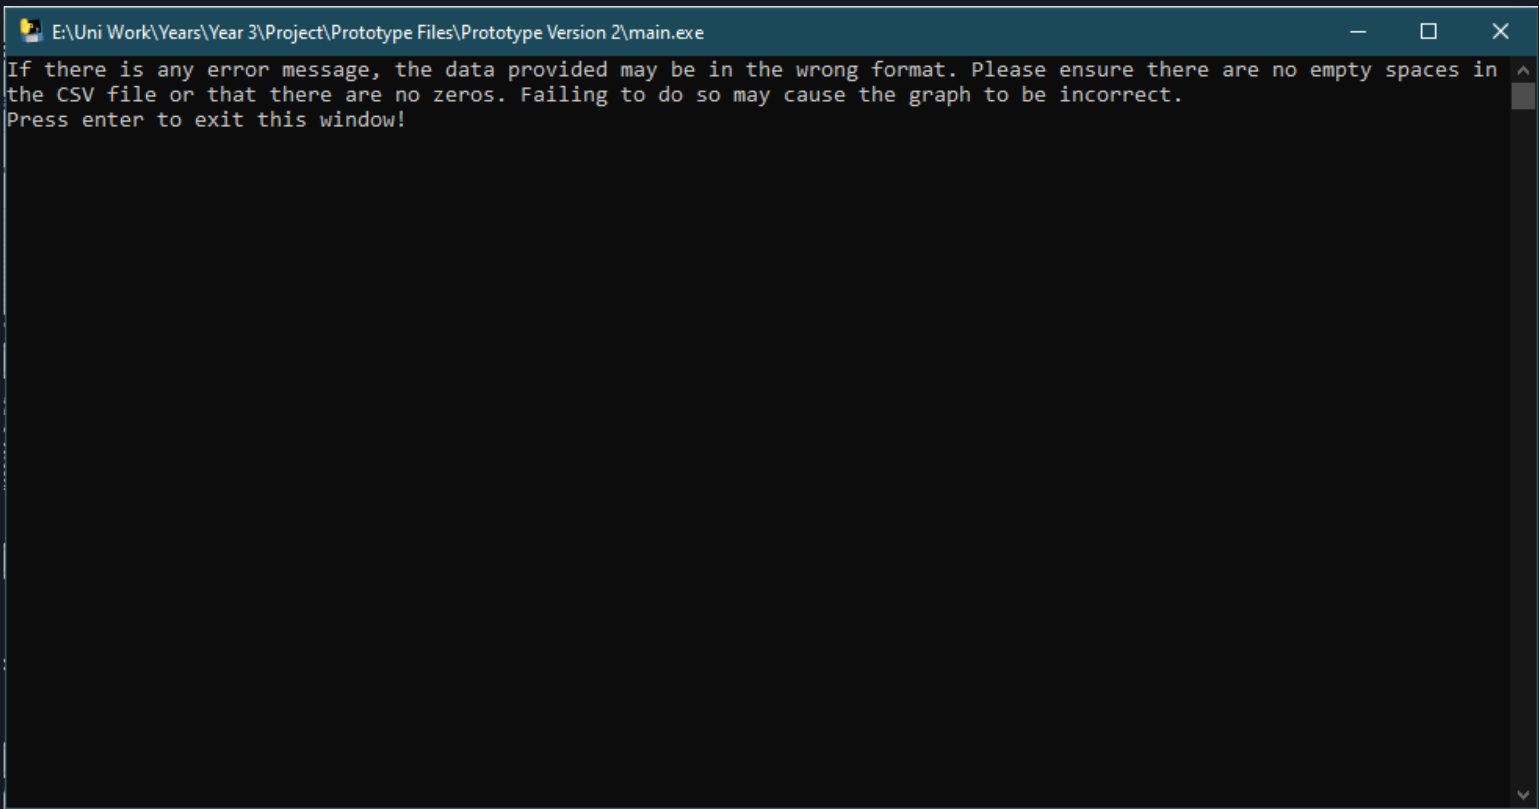 E:\Uni Work\Years\Year 3\Project\Prototype Files\Prototype Version 2\main.exe
If there is any error message, the data provided may be in the wrong format. Please ensure there are no empty spaces in
the CSV file or that there are no zeros. Failing to do so may cause the graph to be incorrect.
Press enter to exit this window!